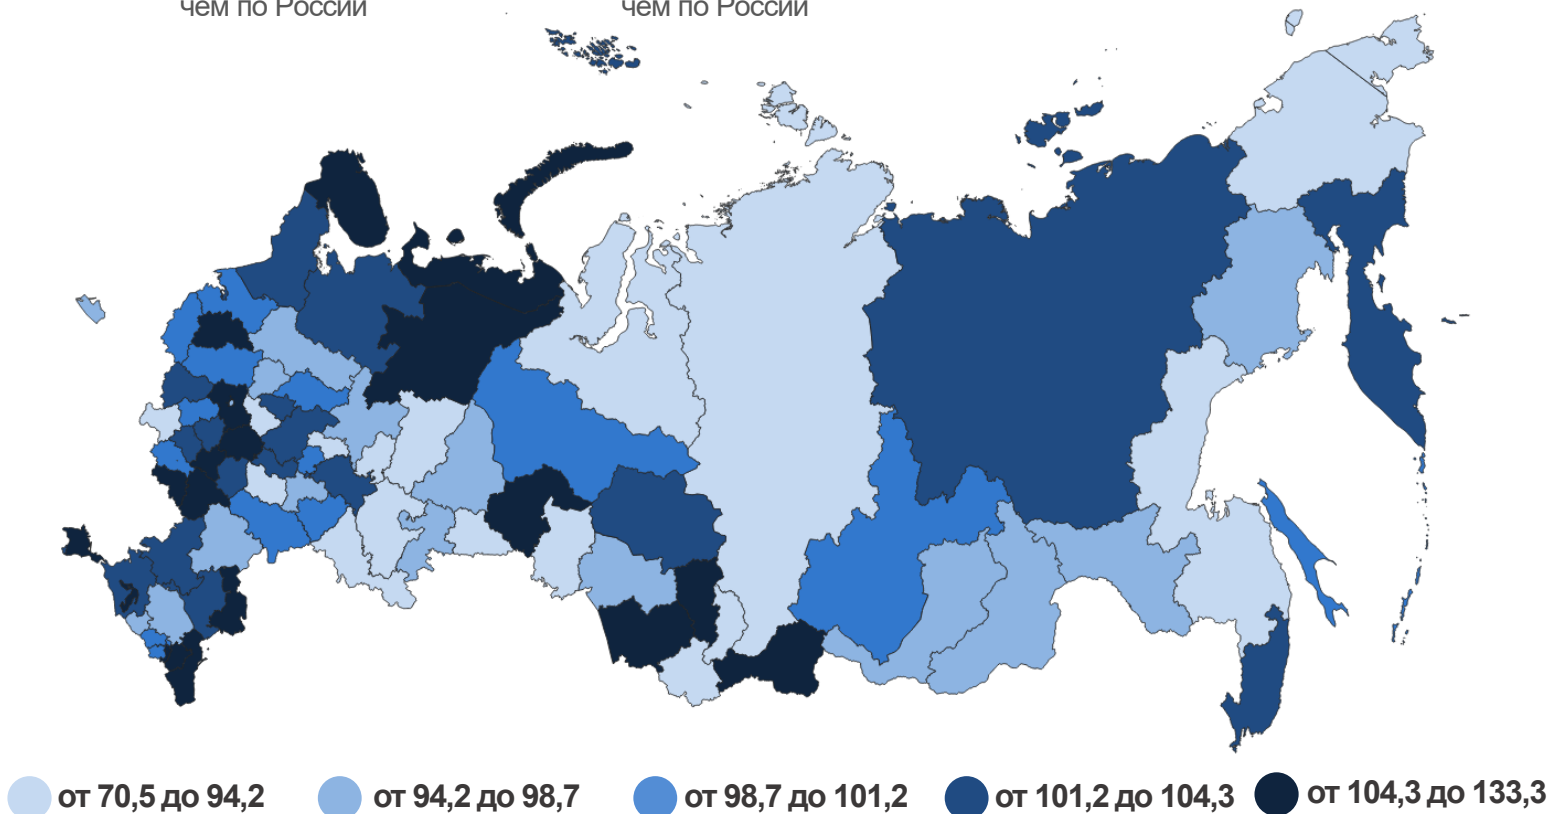 чем по России
чем по России
от 70,5 до 94,2
от 94,2 до 98,7
от 98,7 до 101,2
от 101,2 до 104,3
от 104,3 до 133,3